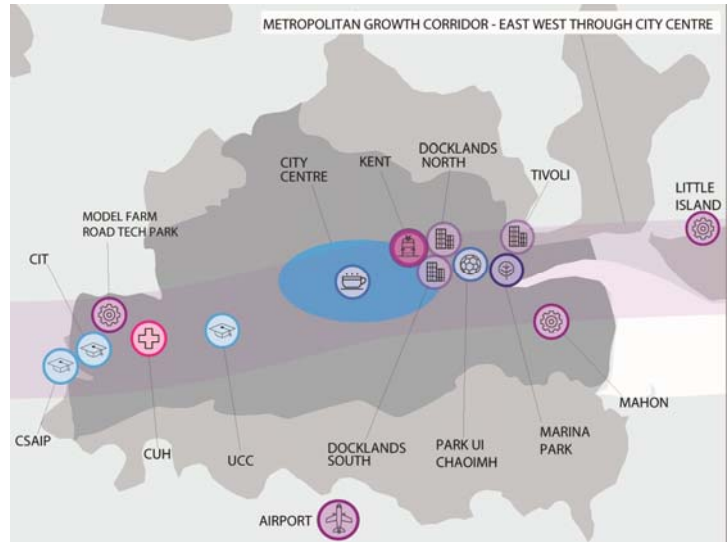 METROPOLITAN GROWTH CORRIDOR - EAST WEST THROUGH CITY CENTRE
DOCKLANDS
NORTH
CITY
CENTRE
KENT
TIVOLI
LITTLE
ISLAND
MODEL FARM
ROAD TECH PARK
CIT
CSAIP
CUH
UCC
DOCKLANDS
SOUTH
PARK UI
CHAOIMH
MARINA
PARK
MAHON
AIRPORT